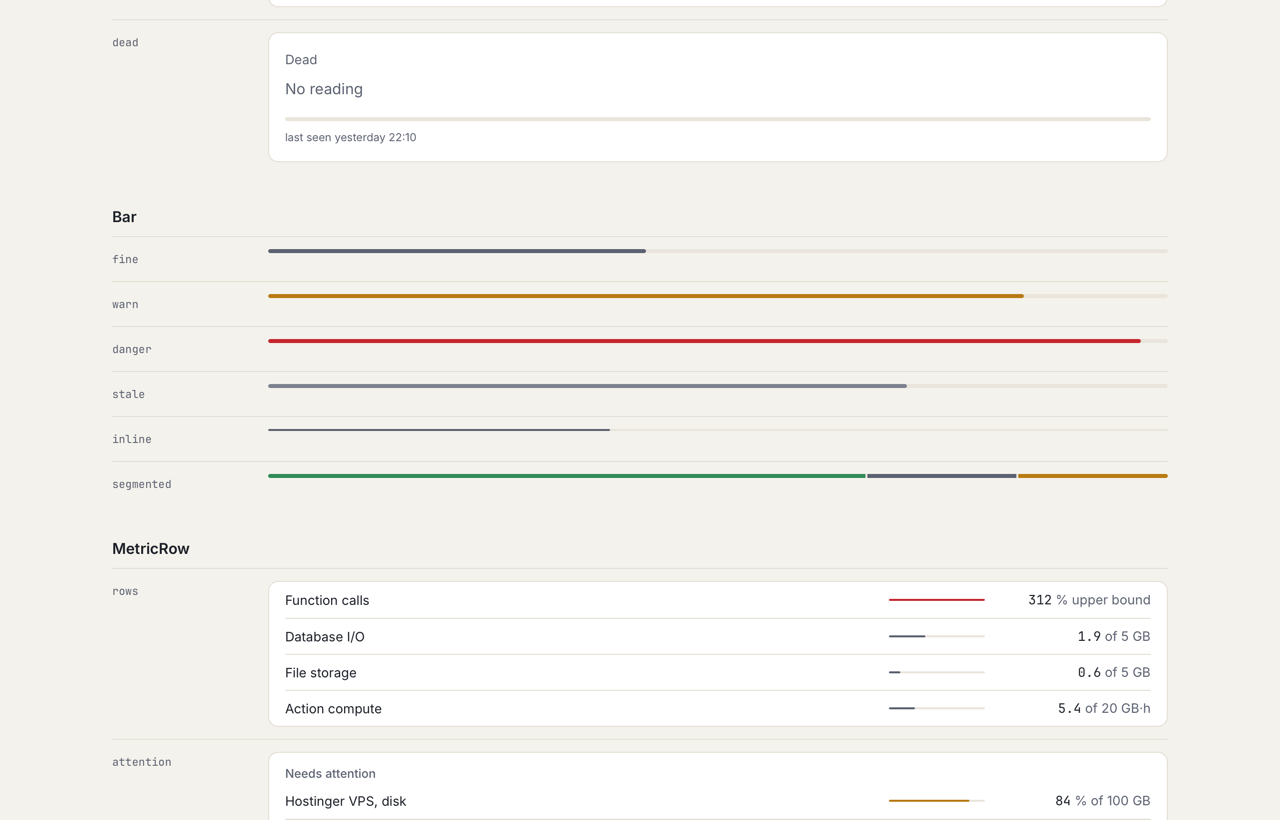 dead
Dead
No reading
last seen yesterday 22:10
Bar
fine
warn
danger
stale
inline
segmented
MetricRow
rows
Function calls 312 % upper bound
Database I/O 1.9 of 5 GB
File storage 0.6 of 5 GB
Action compute 5.4 of 20 GB·h
attention
Needs attention
Hostinger VPS, disk 84 % of 100 GB